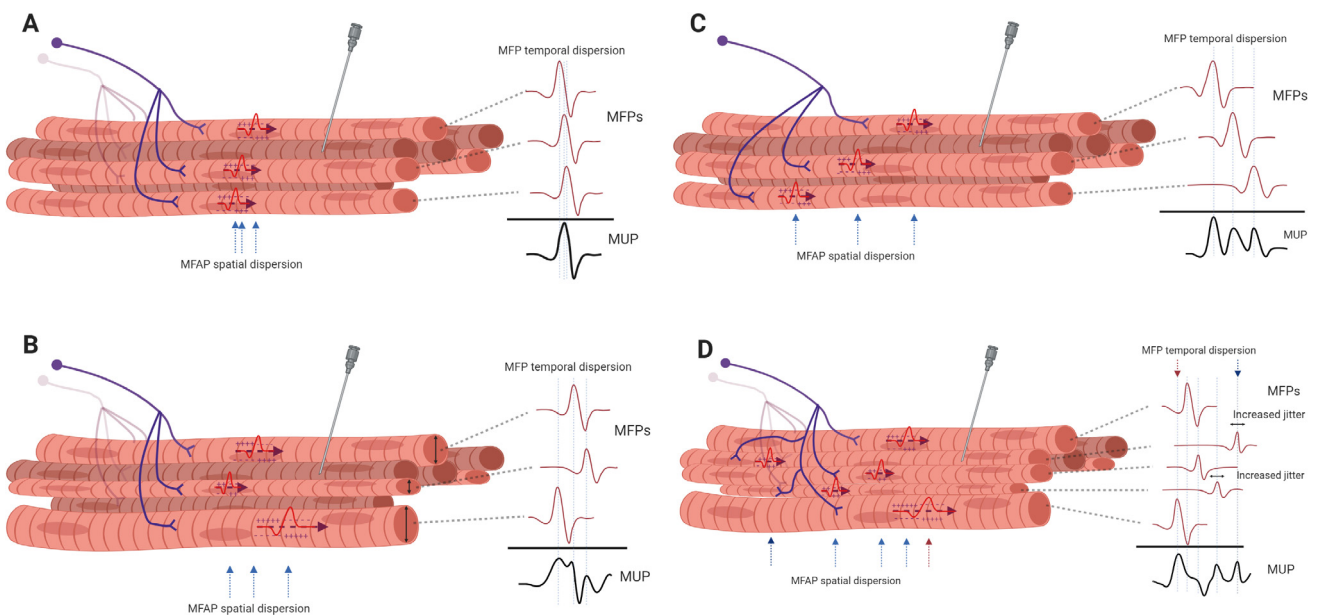 A
MFP temporal dispersion
MFPs
MUP
MFAP spatial dispersion
C
MFP temporal dispersion
MFPs
MUP
MFAP spatial dispersion
B
MFP temporal dispersion
MFPs
MUP
MFAP spatial dispersion
D
MFP temporal dispersion
MFPs
Increased jitter
Increased jitter
MUP
MFAP spatial dispersion